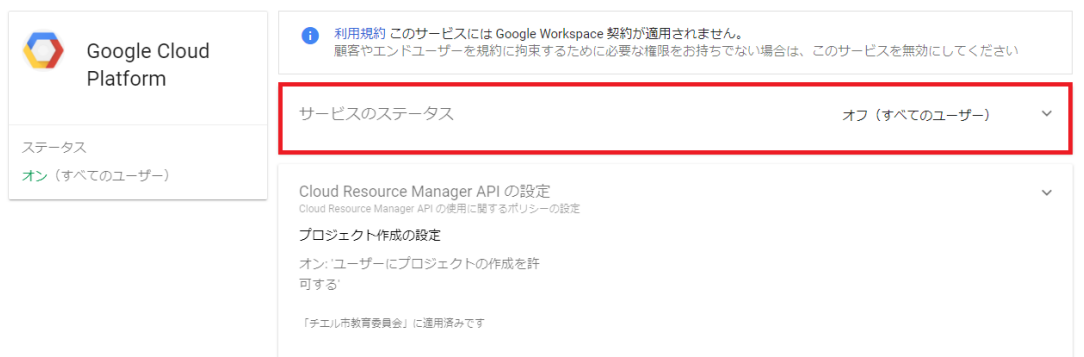 Google Cloud
Platform
ステータス
オン（すべてのユーザー）
利用規約 このサービスには Google Workspace 契約が適用されません。
顧客やエンドユーザーを規約に拘束するために必要な権限をお持ちでない場合は、このサービスを無効にしてください
サービスのステータス
オフ（すべてのユーザー）
Cloud Resource Manager API の設定
Cloud Resource Manager API の使用に関するポリシーの設定
プロジェクト作成の設定
オン: 'ユーザーにプロジェクトの作成を許
可する'
「チエル市教育委員会」に適用済みです